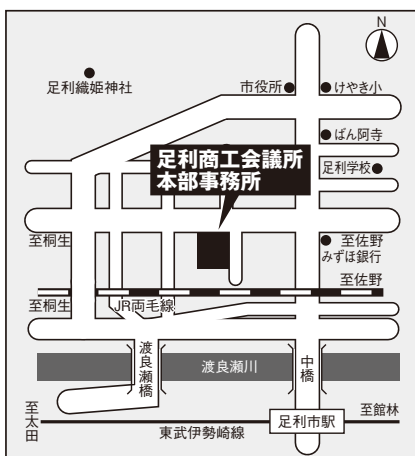 N
足利織姫神社
市役所
けやき小
ばん阿寺
足利学校
足利商工会議所
本部事務所
至桐生
至佐野
みずほ銀行
至佐野
至桐生
JR両毛線
渡良瀬橋
渡良瀬川
中橋
至太田
東武伊勢崎線
足利市駅
至館林